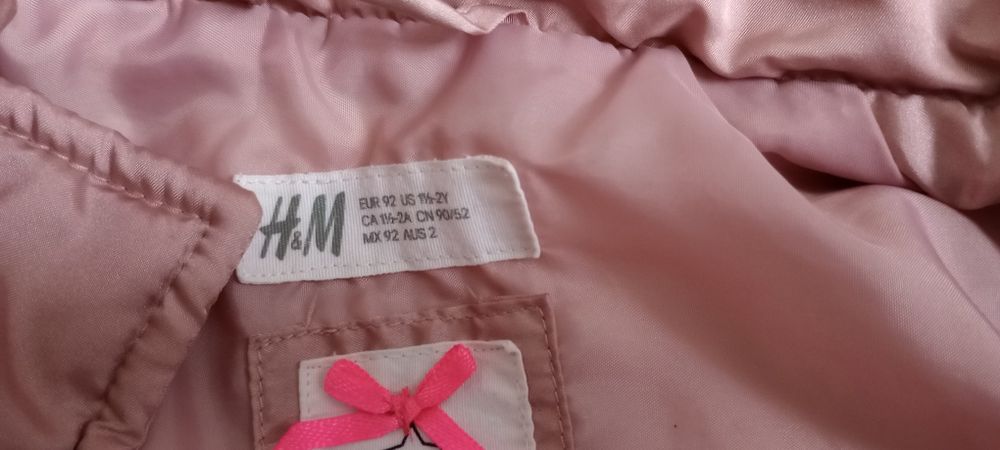 H&M
EUR 92 US 1½-2Y
CA 1½-2A CN 90/52
MX 92 AUS 2